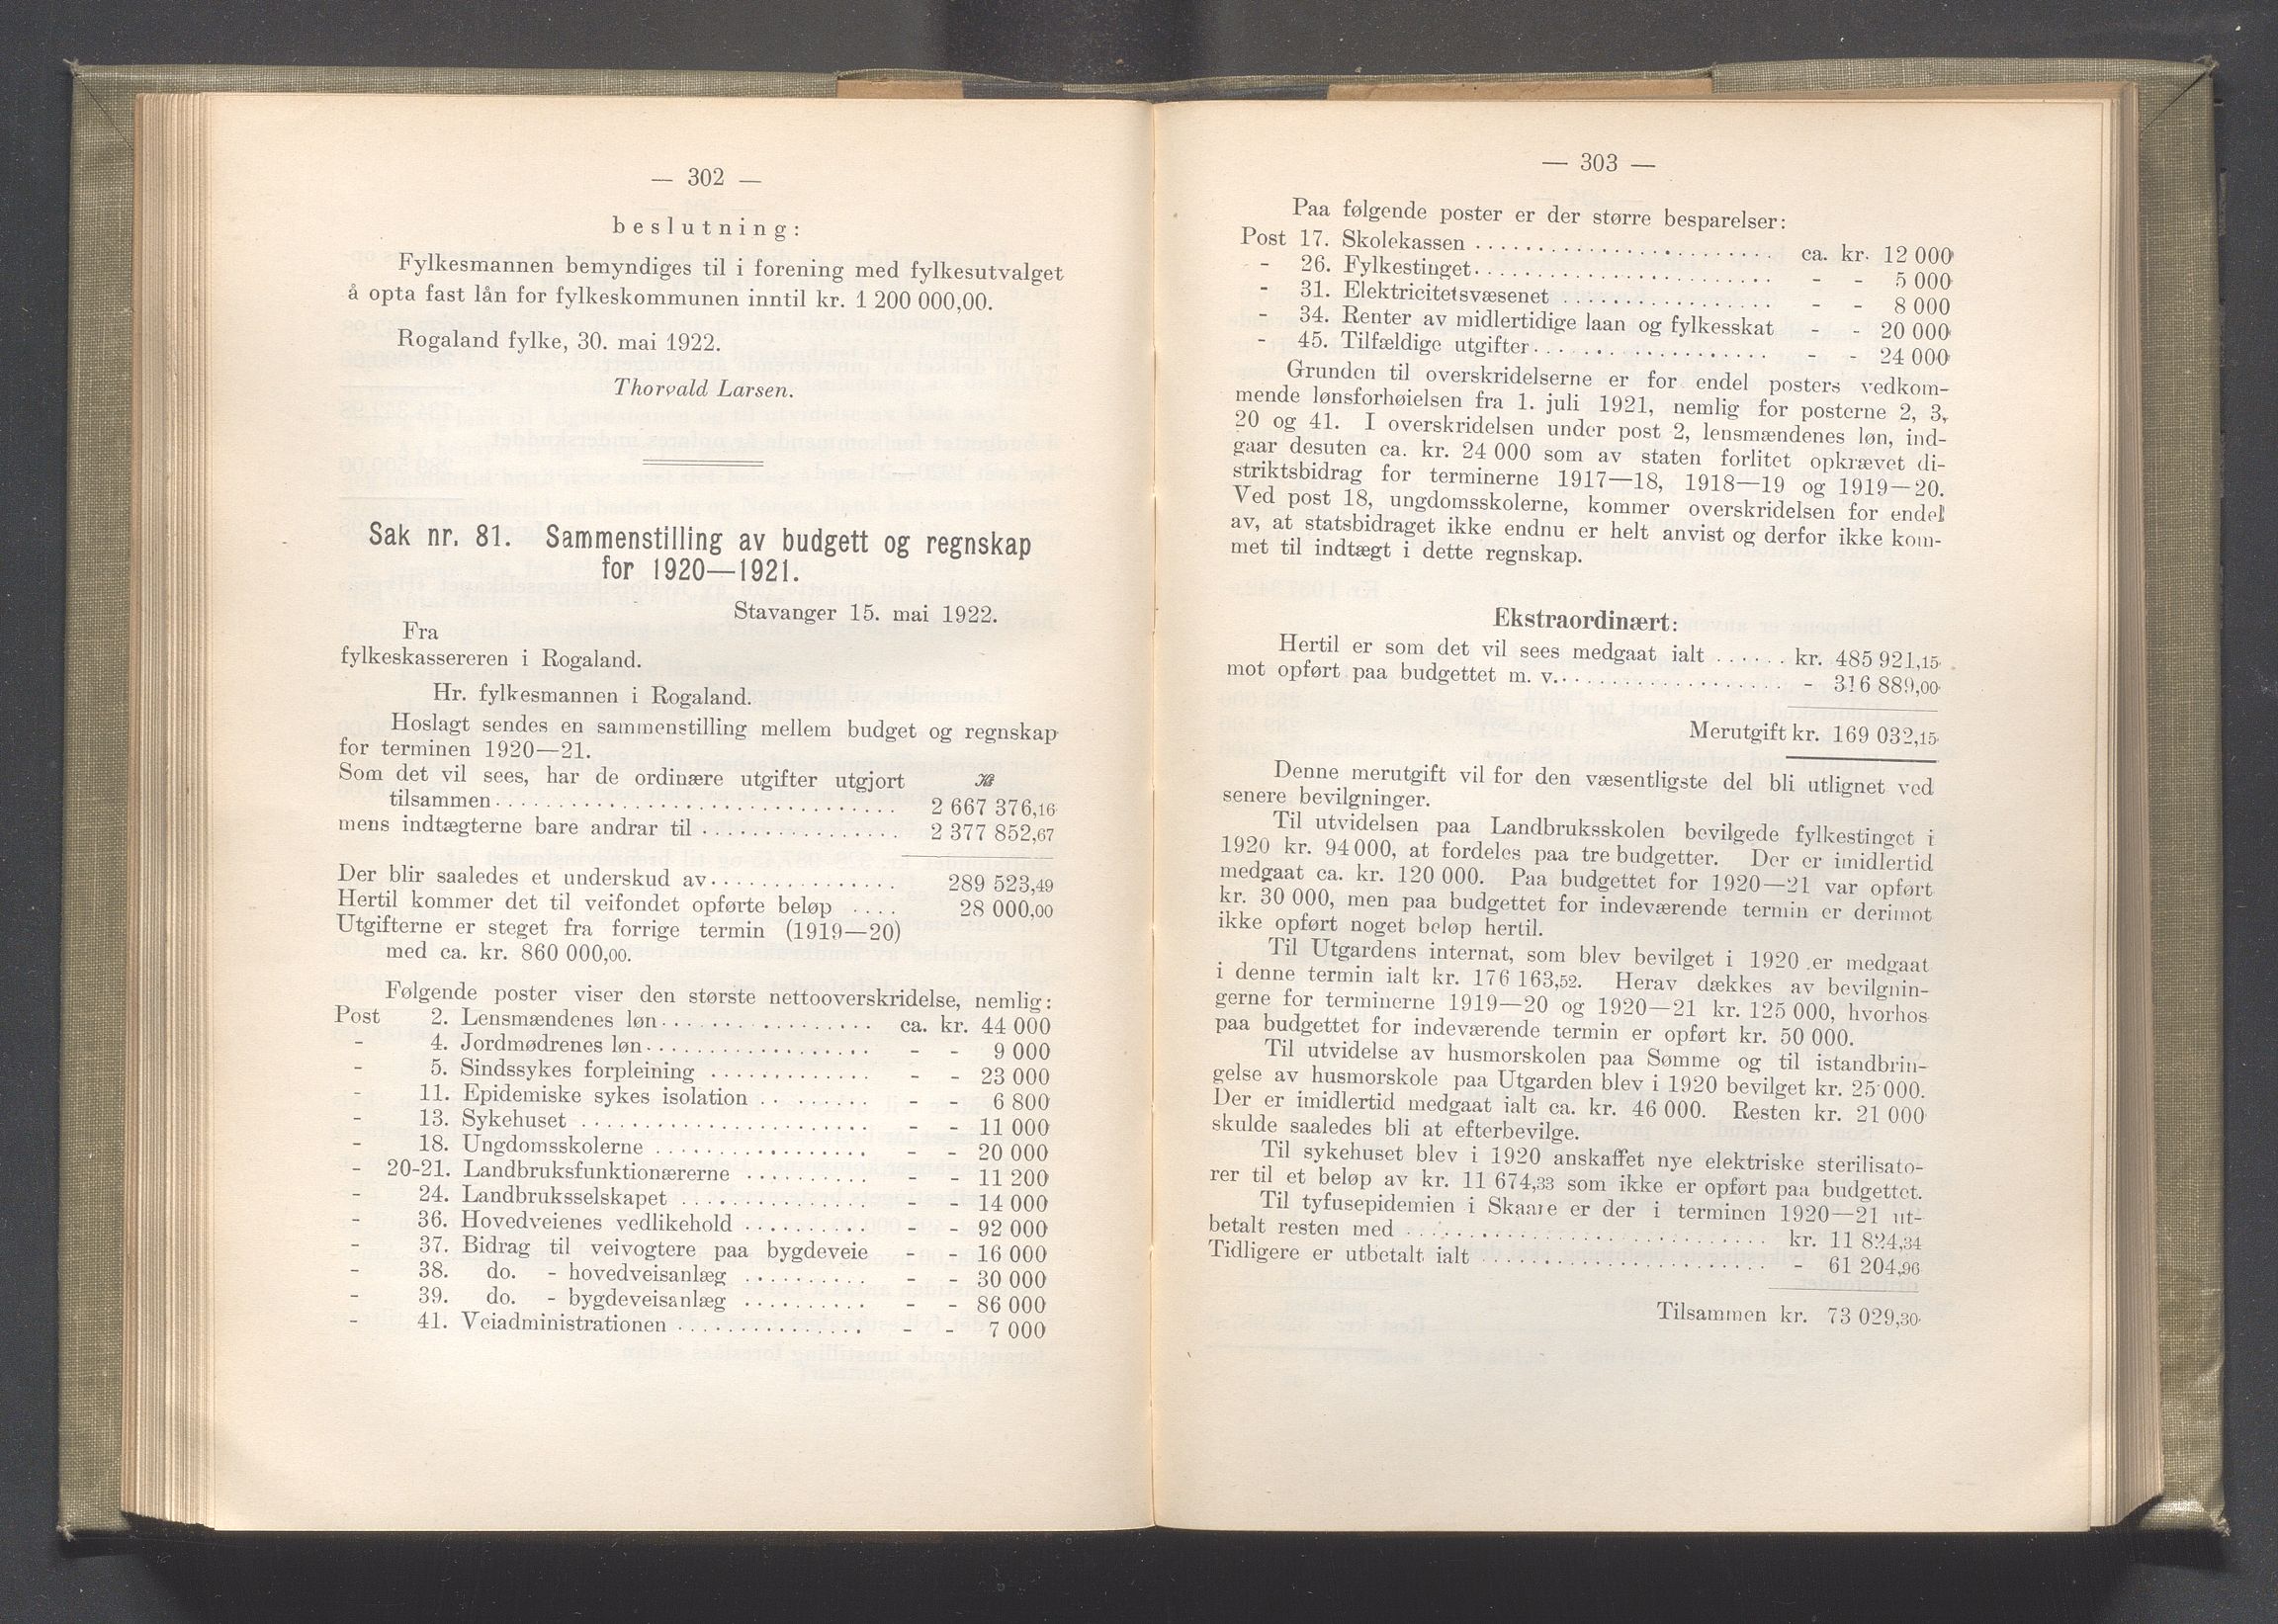 — 302 —
beslutning:
Fylkesmannen bemyndiges til i forening med fylkesutvalget
å opta fast lån for fylkeskommunen inntil kr. 1 200 000,00.
Rogaland fylke, 30. mai 1922.
Thorvald Larsen.
Sak nr. 81. Sammenstilling av budgett og regnskap
for 1920—1921.
Stavanger 15. mai 1922.
Fra
fylkeskassereren i Rogaland.
Hr. fylkesmannen i Rogaland.
Hoslagt sendes en sammenstilling mellem budget og regnskap
for terminen 1920—21.
Som det vil sees, har de ordinære utgifter utgjort Kr
tilsammen . . . . . . . . . . . . . . . . . . . . . . . . . . . . . . 2 667 376,16
mens indtægterne bare andrar til . . . . . . . . . . . . . . . . 2 377 852,67
Der blir saaledes et underskud av . . . . . . . . . . . . . . . 289 523,49
Hertil kommer det til veifondet opførte beløp . . . . 28 000,00
Utgifterne er steget fra forrige termin (1919—20)
med ca. kr. 860 000,00.
Følgende poster viser den største nettooverskridelse, nemlig:
Post 2. Lensmændenes løn . . . . . . . . . . . . . . . . . ca. kr. 44 000
- 4. Jordmødrenes løn . . . . . . . . . . . . . . . . . . - - 9 000
- 5. Sindssykes forpleining . . . . . . . . . . . . . - - 23 000
- 11. Epidemiske sykes isolation . . . . . . . . - - 6 800
- 13. Sykehuset . . . . . . . . . . . . . . . . . . . . . . . - - 11 000
- 18. Ungdomsskolerne . . . . . . . . . . . . . . . . . - - 20 000
- 20-21. Landbruksfunktionærerne . . . . . . . . . . - - 11 200
- 24. Landbruksselskapet . . . . . . . . . . . . . . . - - 14 000
- 36. Hovedveienes vedlikehold . . . . . . . . . . - - 92 000
- 37. Bidrag til veivogtere paa bygdeveie - - 16 000
- 38. do. - hovedveisanlæg . . . . . . . . . . - - 30 000
- 39. do. - bygdeveisanlæg . . . . . . . . . . - - 86 000
- 41. Veiadministrationen . . . . . . . . . . . . . . . - - 7 000
— 303 —
Paa følgende poster er der større besparelser:
Post 17. Skolekassen . . . . . . . . . . . . . . . . . . . . . . . ca. kr. 12 000
- 26. Fylkestinget . . . . . . . . . . . . . . . . . . . . . . . - - 5 000
- 31. Elektricitetsvæsenet . . . . . . . . . . . . . . . . . - - 8 000
- 34. Renter av midlertidige laan og fylkesskat - - 20 000
- 45. Tilfældige utgifter . . . . . . . . . . . . . . . . . . - - 24 000
Grunden til overskridelserne er for endel posters vedkom-
mende lønsforhøielsen fra 1. juli 1921, nemlig for posterne 2, 3,
20 og 41. I overskridelsen under post 2, lensmændenes løn, ind-
gaar desuten ca. kr. 24 000 som av staten forlitet opkrævet di-
striktsbidrag for terminerne 1917—18, 1918—19 og 1919—20.
Ved post 18, ungdomsskolerne, kommer overskridelsen for endel
av, at statsbidraget ikke endnu er helt anvist og derfor ikke kom-
met til indtægt i dette regnskap.
Ekstraordinært:
Hertil er som det vil sees medgaat ialt . . . . . . kr. 485 921,15
mot opført paa budgettet m. v. . . . . . . . . . . . . . . . . . . - 316 889,00
Merutgift kr. 169 032,15
Denne merutgift vil for den væsentligste del bli utlignet ved
senere bevilgninger.
Til utvidelsen paa Landbruksskolen bevilgede fylkestinget i
1920 kr. 94 000, at fordeles paa tre budgetter. Der er imidlertid
medgaat ca. kr. 120 000. Paa budgettet for 1920—21 var opført
kr. 30 000, men paa budgettet for indeværende termin er derimot
ikke opført noget beløp hertil.
Til Utgardens internat, som blev bevilget i 1920 er medgaat
i denne termin ialt kr. 176 163,52. Herav dækkes av bevilgnin-
gerne for terminerne 1919—20 og 1920—21 kr. 125 000, hvorhos
paa budgettet for indeværende termin er opført kr. 50 000.
Til utvidelse av husmorskolen paa Sømme og til istandbrin-
gelse av husmorskole paa Utgarden blev i 1920 bevilget kr. 25 000.
Der er imidlertid medgaat ialt ca. kr. 46 000. Resten kr. 21 000
skulde saaledes bli at efterbevilge.
Til sykehuset blev i 1920 anskaffet nye elektriske sterilisato-
rer til et beløp av kr. 11 674,33 som ikke er opført paa budgettet.
Til tyfusepidemien i Skaare er der i terminen 1920—21 ut-
betalt resten med . . . . . . . . . . . . . . . . . . . . . . . . . . . . kr. 11 824,34
Tidligere er utbetalt ialt . . . . . . . . . . . . . . . . . . . . . . . - 61 204,96
Tilsammen kr. 73 029,30